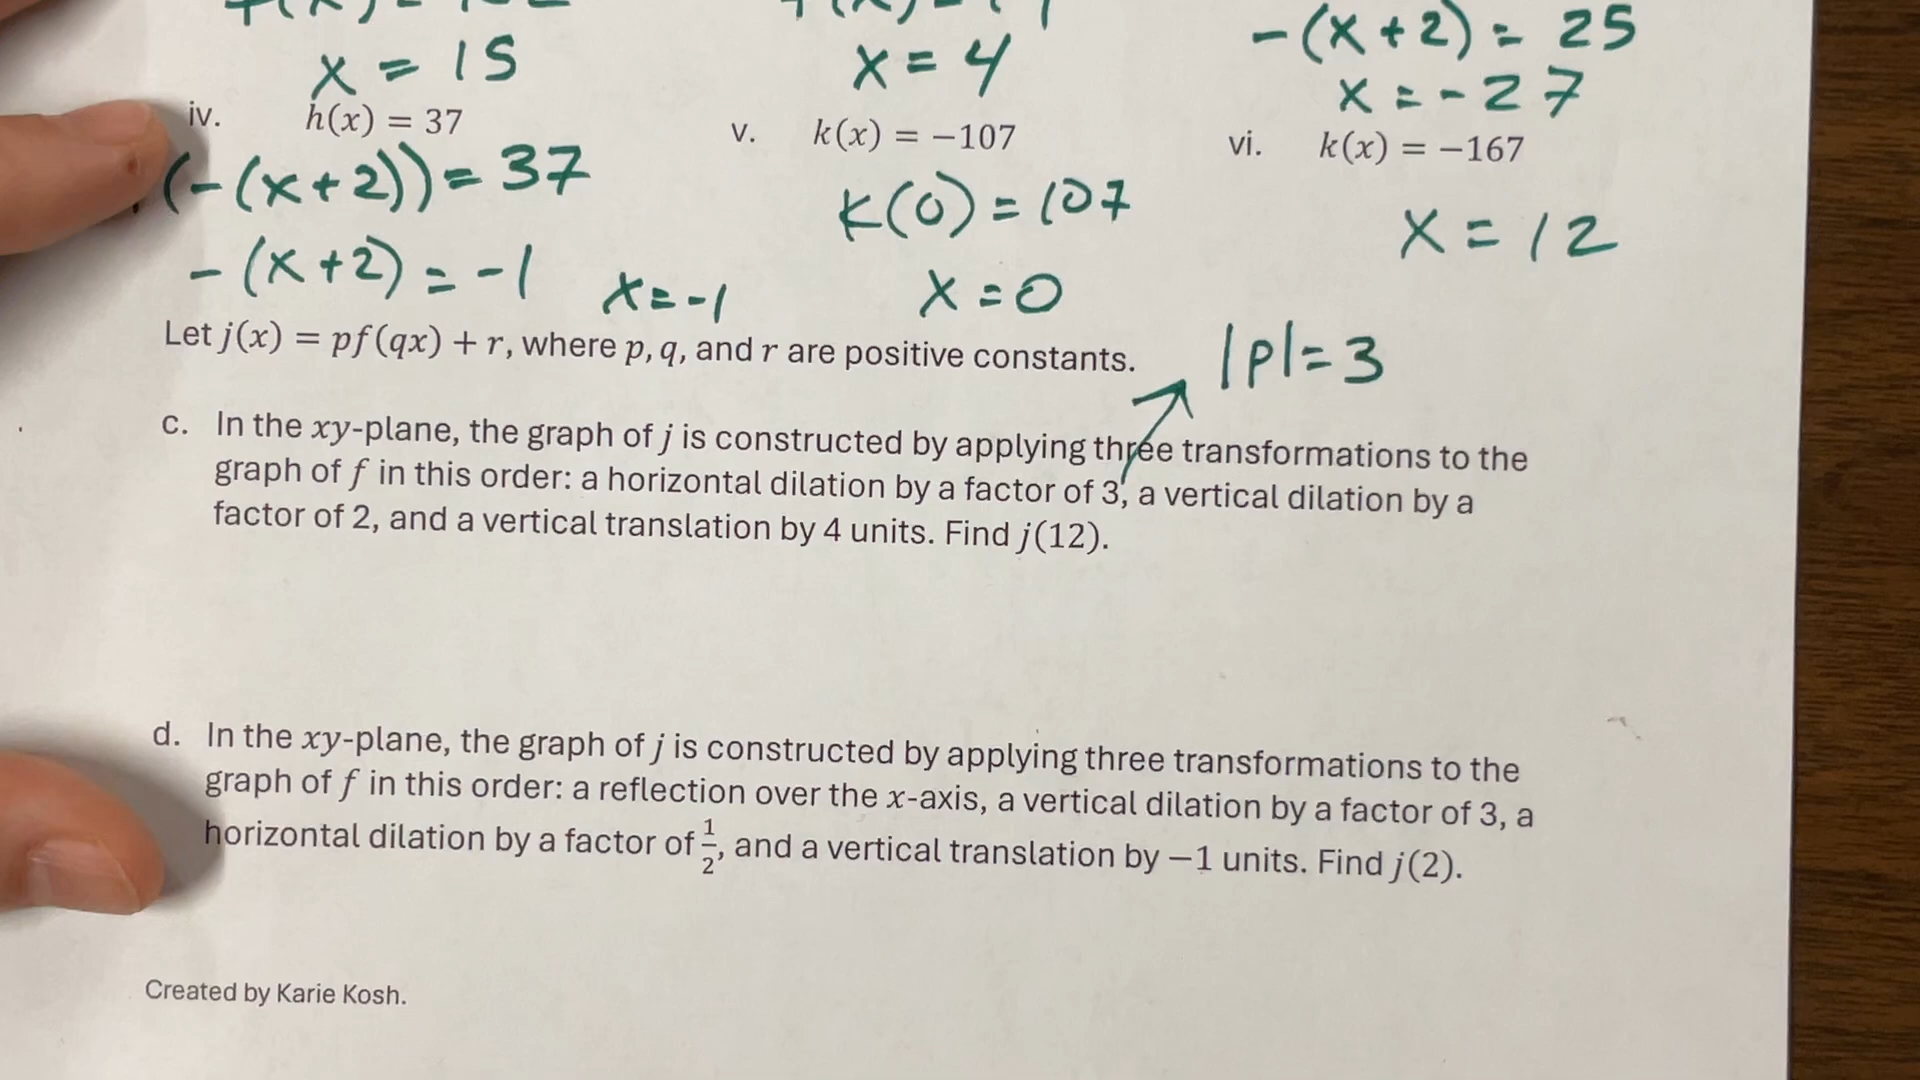 x = 15
x = 4
-(x+2) = 25
x = -27
iv. h(x) = 37
v. k(x) = −107
vi. k(x) = −167
(-(x+2)) = 37
K(0) = 107
x = 12
-(x+2) = -1
x = -1
x = 0
Let j(x) = pf(qx) + r, where p, q, and r are positive constants.
|p| = 3
c. In the xy-plane, the graph of j is constructed by applying three transformations to the
graph of f in this order: a horizontal dilation by a factor of 3, a vertical dilation by a
factor of 2, and a vertical translation by 4 units. Find j(12).
d. In the xy-plane, the graph of j is constructed by applying three transformations to the
graph of f in this order: a reflection over the x-axis, a vertical dilation by a factor of 3, a
horizontal dilation by a factor of 1/2, and a vertical translation by −1 units. Find j(2).
Created by Karie Kosh.